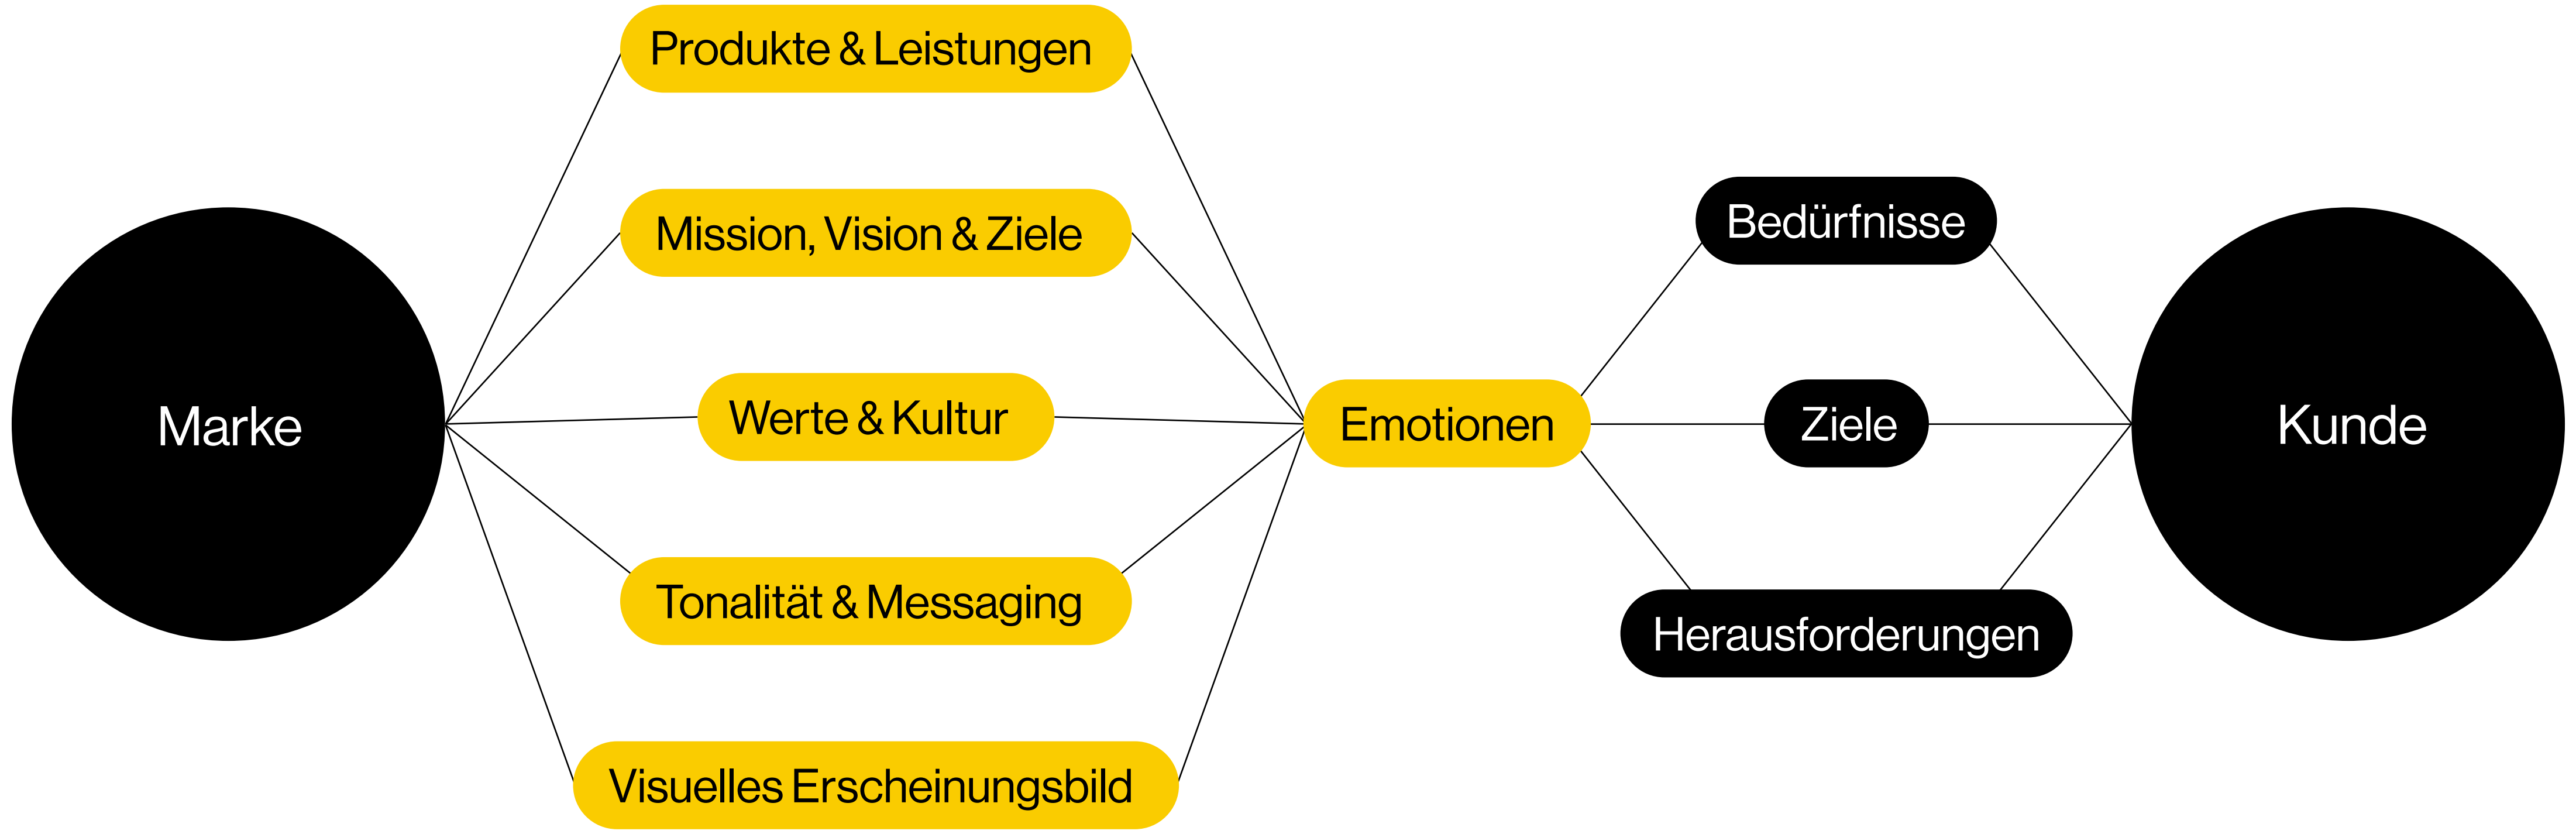 Marke
Produkte & Leistungen
Mission, Vision & Ziele
Werte & Kultur
Tonalität & Messaging
Visuelles Erscheinungsbild
Emotionen
Bedürfnisse
Ziele
Herausforderungen
Kunde